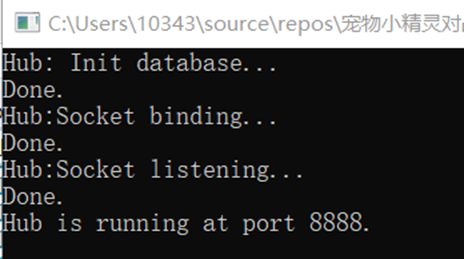 C:\Users\10343\source\repos\宠物小精灵对
Hub: Init database...
Done.
Hub:Socket binding...
Done.
Hub:Socket listening...
Done.
Hub is running at port 8888.